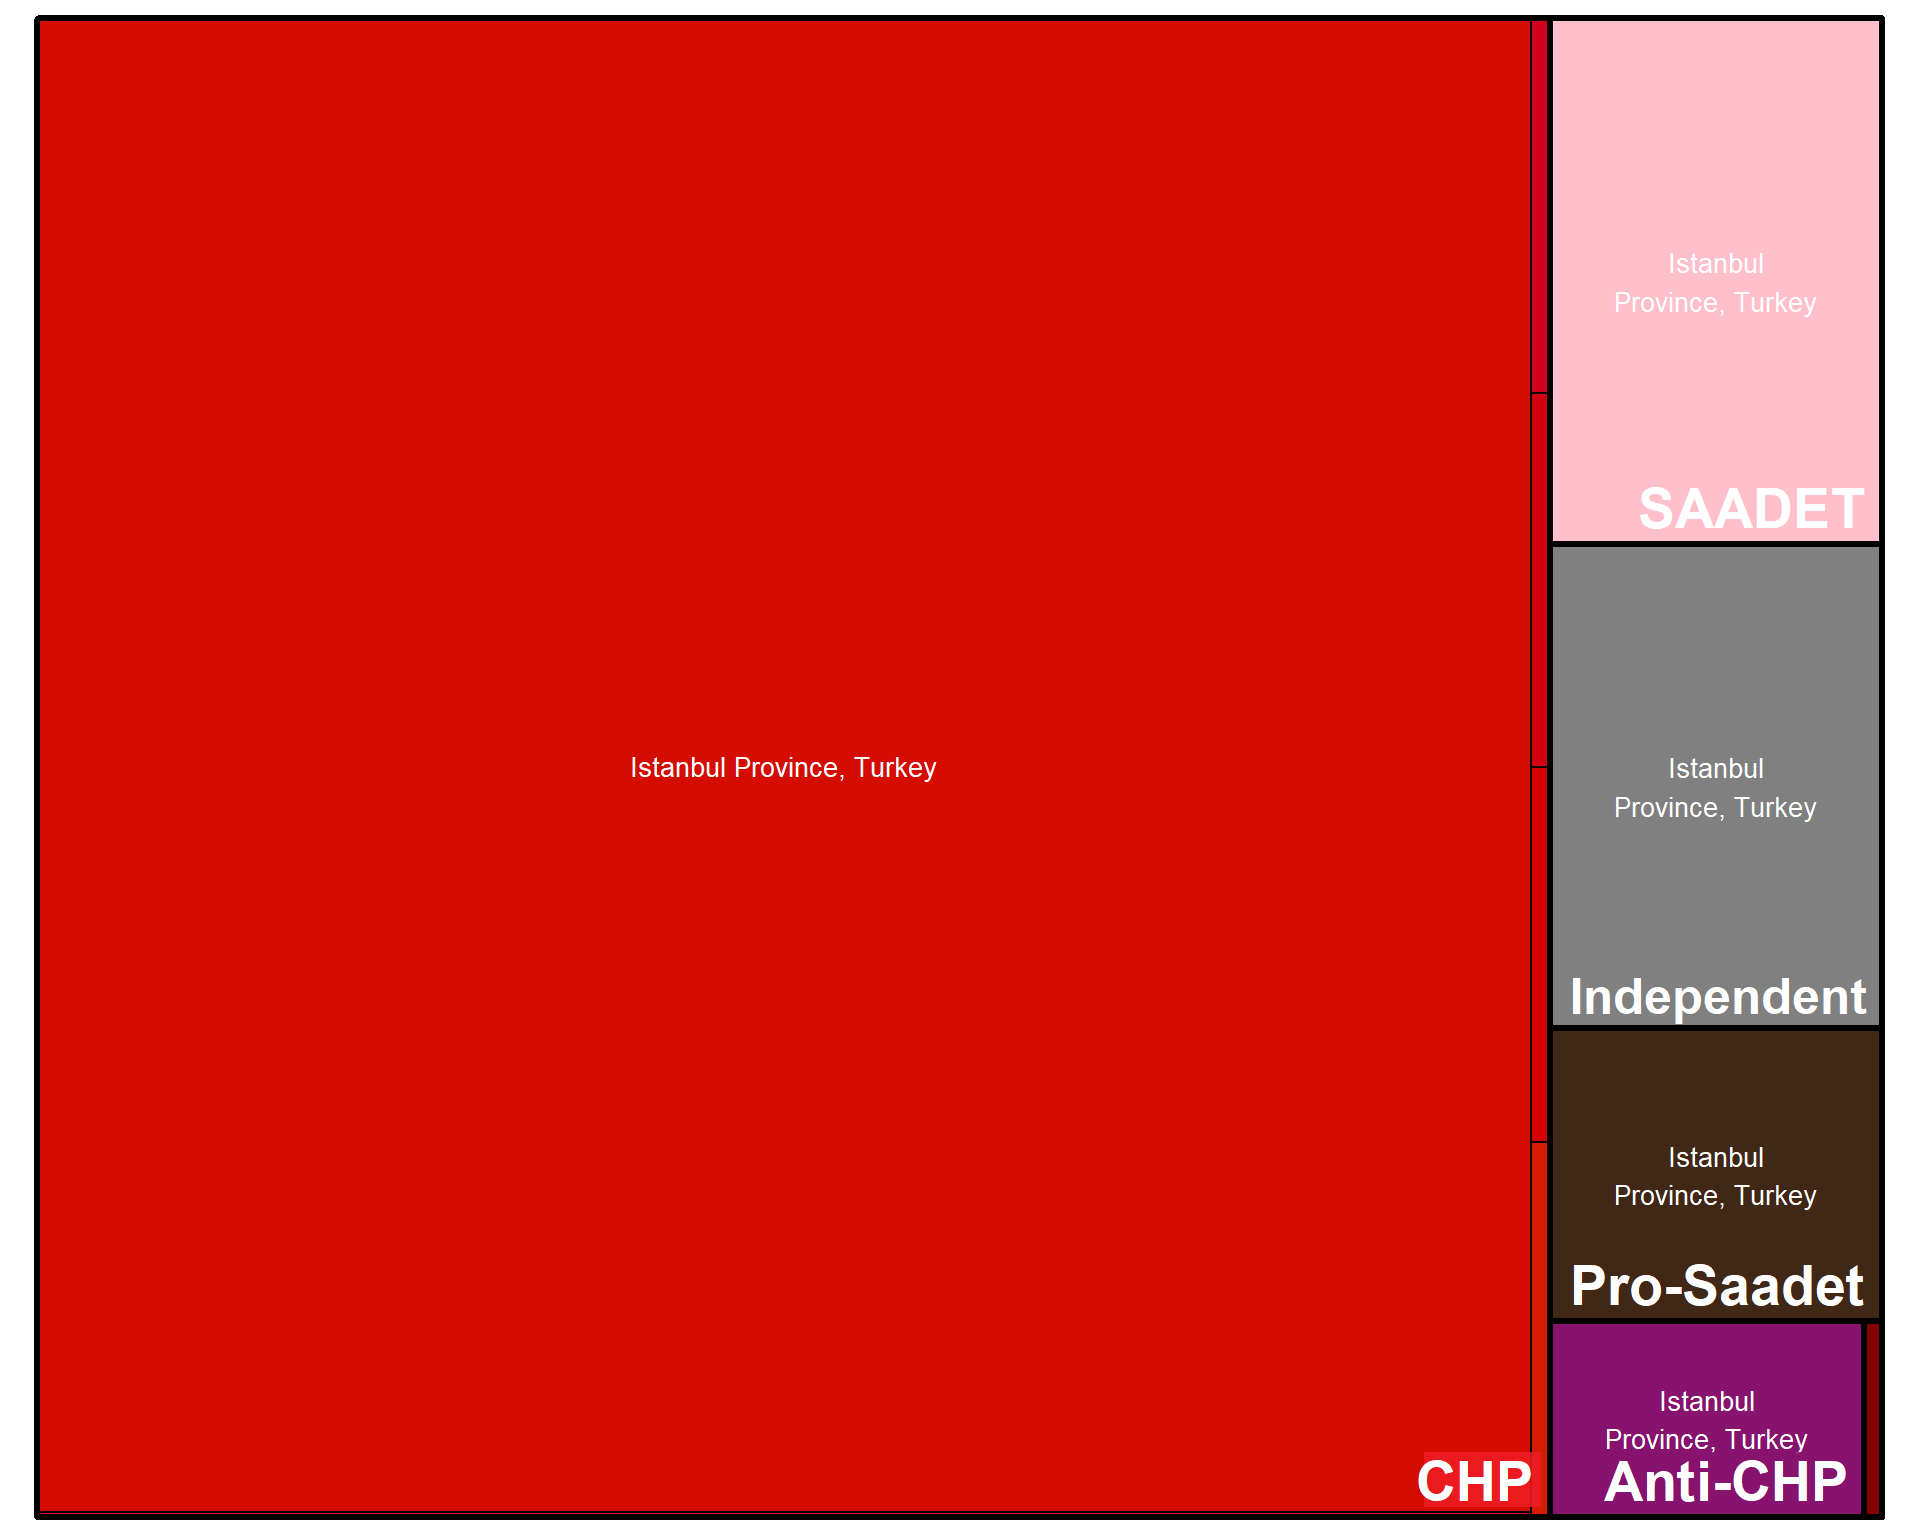 Istanbul Province, Turkey
CHP
Istanbul
Province, Turkey
SAADET
Istanbul
Province, Turkey
Independent
Istanbul
Province, Turkey
Pro-Saadet
Istanbul
Province, Turkey
Anti-CHP